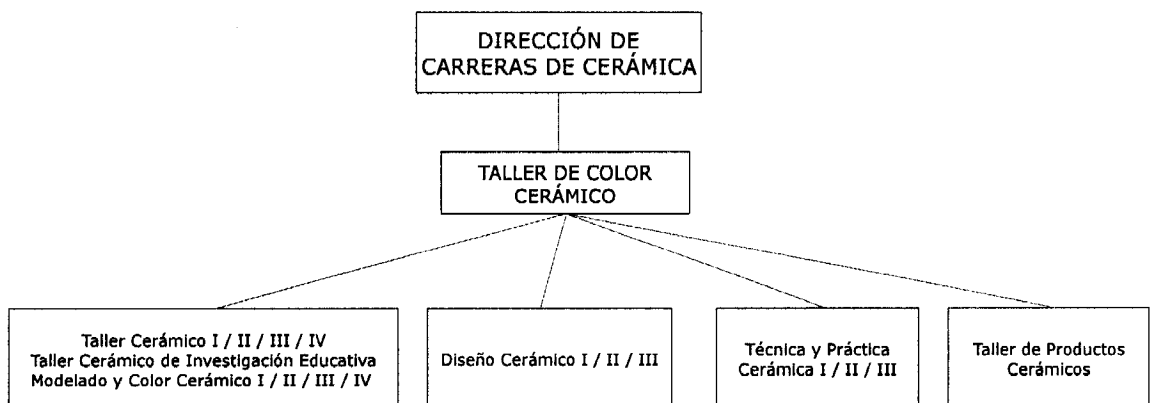 DIRECCIÓN DE
CARRERAS DE CERÁMICA
TALLER DE COLOR
CERÁMICO
Taller Cerámico I / II / III / IV
Taller Cerámico de Investigación Educativa
Modelado y Color Cerámico I / II / III / IV
Diseño Cerámico I / II / III
Técnica y Práctica
Cerámica I / II / III
Taller de Productos
Cerámicos